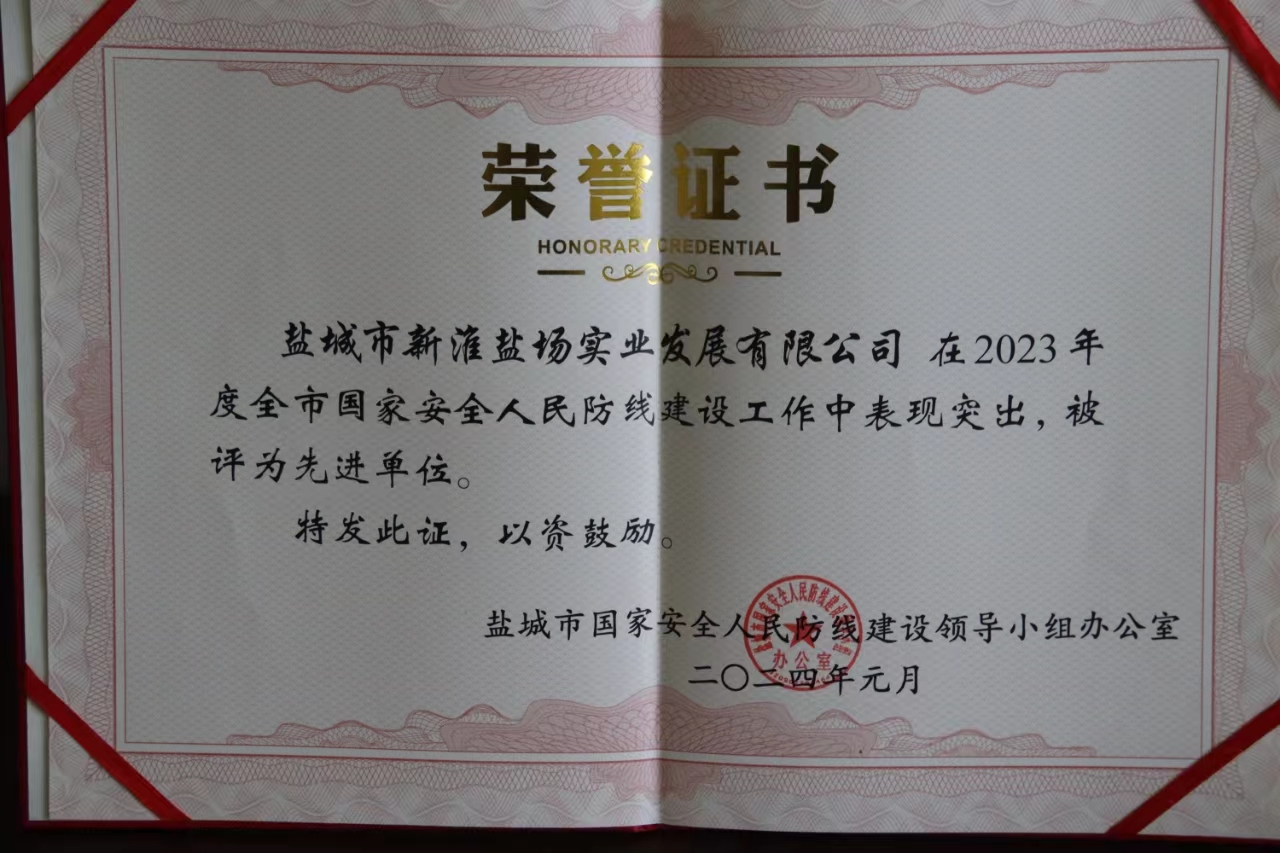 荣誉证书
HONORARY CREDENTIAL
盐城市新淮盐场实业发展有限公司 在2023年
度全市国家安全人民防线建设工作中表现突出，被
评为先进单位。
特发此证，以资鼓励。
盐城市国家安全人民防线建设领导小组办公室
二〇二四年元月
办公室